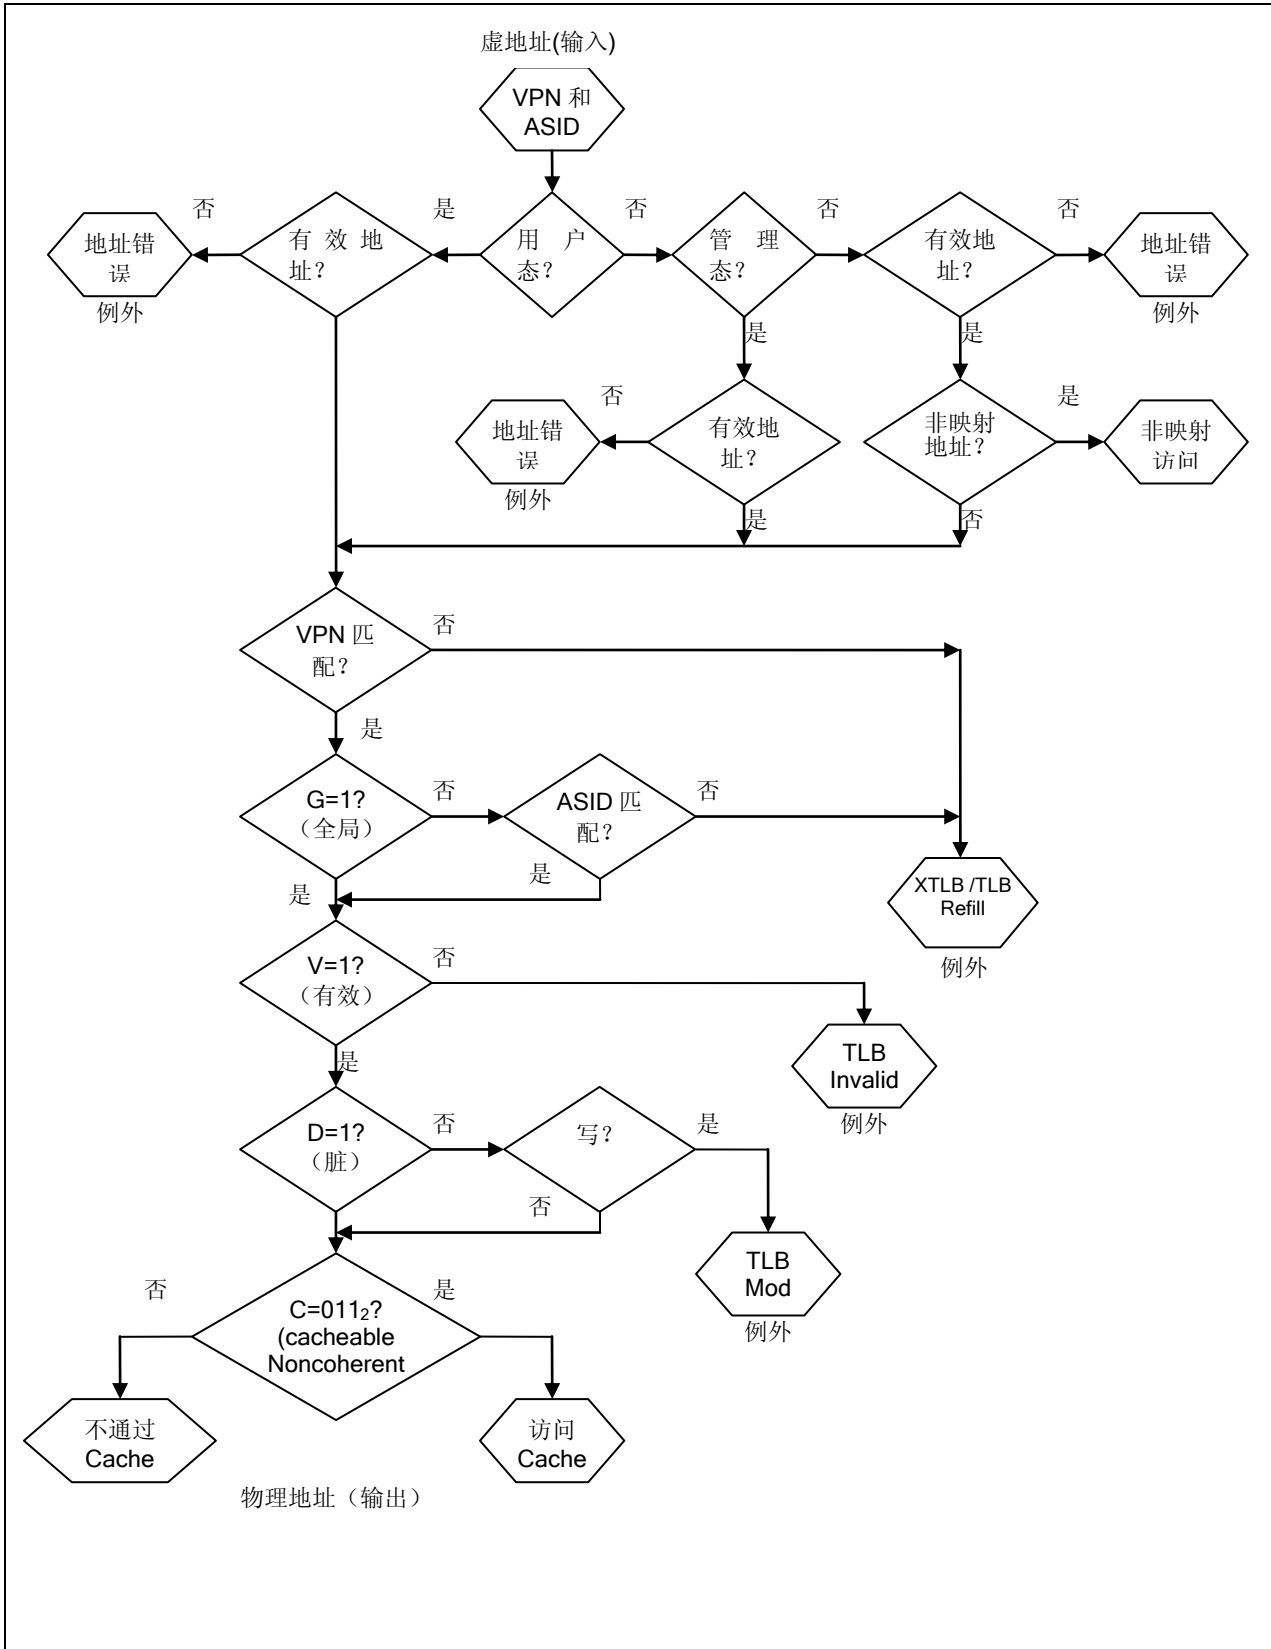 虚地址(输入)
VPN 和
ASID
否
是
否
否
否
地址错
误
例外
有 效 地
址？
用 户
态？
管 理
态？
有效地
址？
地址错
误
例外
是
是
否
是
地址错
误
例外
有效地
址？
非映射
地址？
非映射
访问
是
否
VPN 匹
配？
否
是
G=1?
（全局）
否
ASID 匹
配？
否
是
是
XTLB /TLB
Refill
例外
V=1?
（有效）
否
是
TLB
Invalid
例外
D=1?
（脏）
否
写？
是
否
TLB
Mod
例外
否
是
C=011₂?
(cacheable
Noncoherent
不通过
Cache
访问
Cache
物理地址（输出）